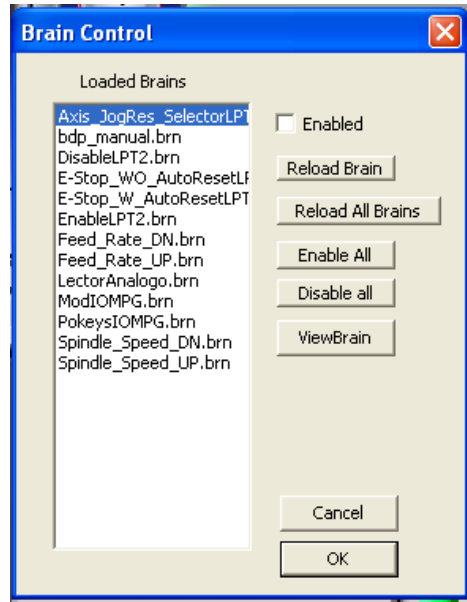 Brain Control
Loaded Brains
Axis_JogRes_SelectorLPT
bdp_manual.brn
DisableLPT2.brn
E-Stop_WO_AutoResetLF
E-Stop_W_AutoResetLPT
EnableLPT2.brn
Feed_Rate_DN.brn
Feed_Rate_UP.brn
LectorAnalogo.brn
ModIOMPG.brn
PokeysIOMPG.brn
Spindle_Speed_DN.brn
Spindle_Speed_UP.brn
Enabled
Reload Brain
Reload All Brains
Enable All
Disable all
ViewBrain
Cancel
OK